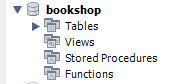 bookshop
Tables
Views
Stored Procedures
Functions